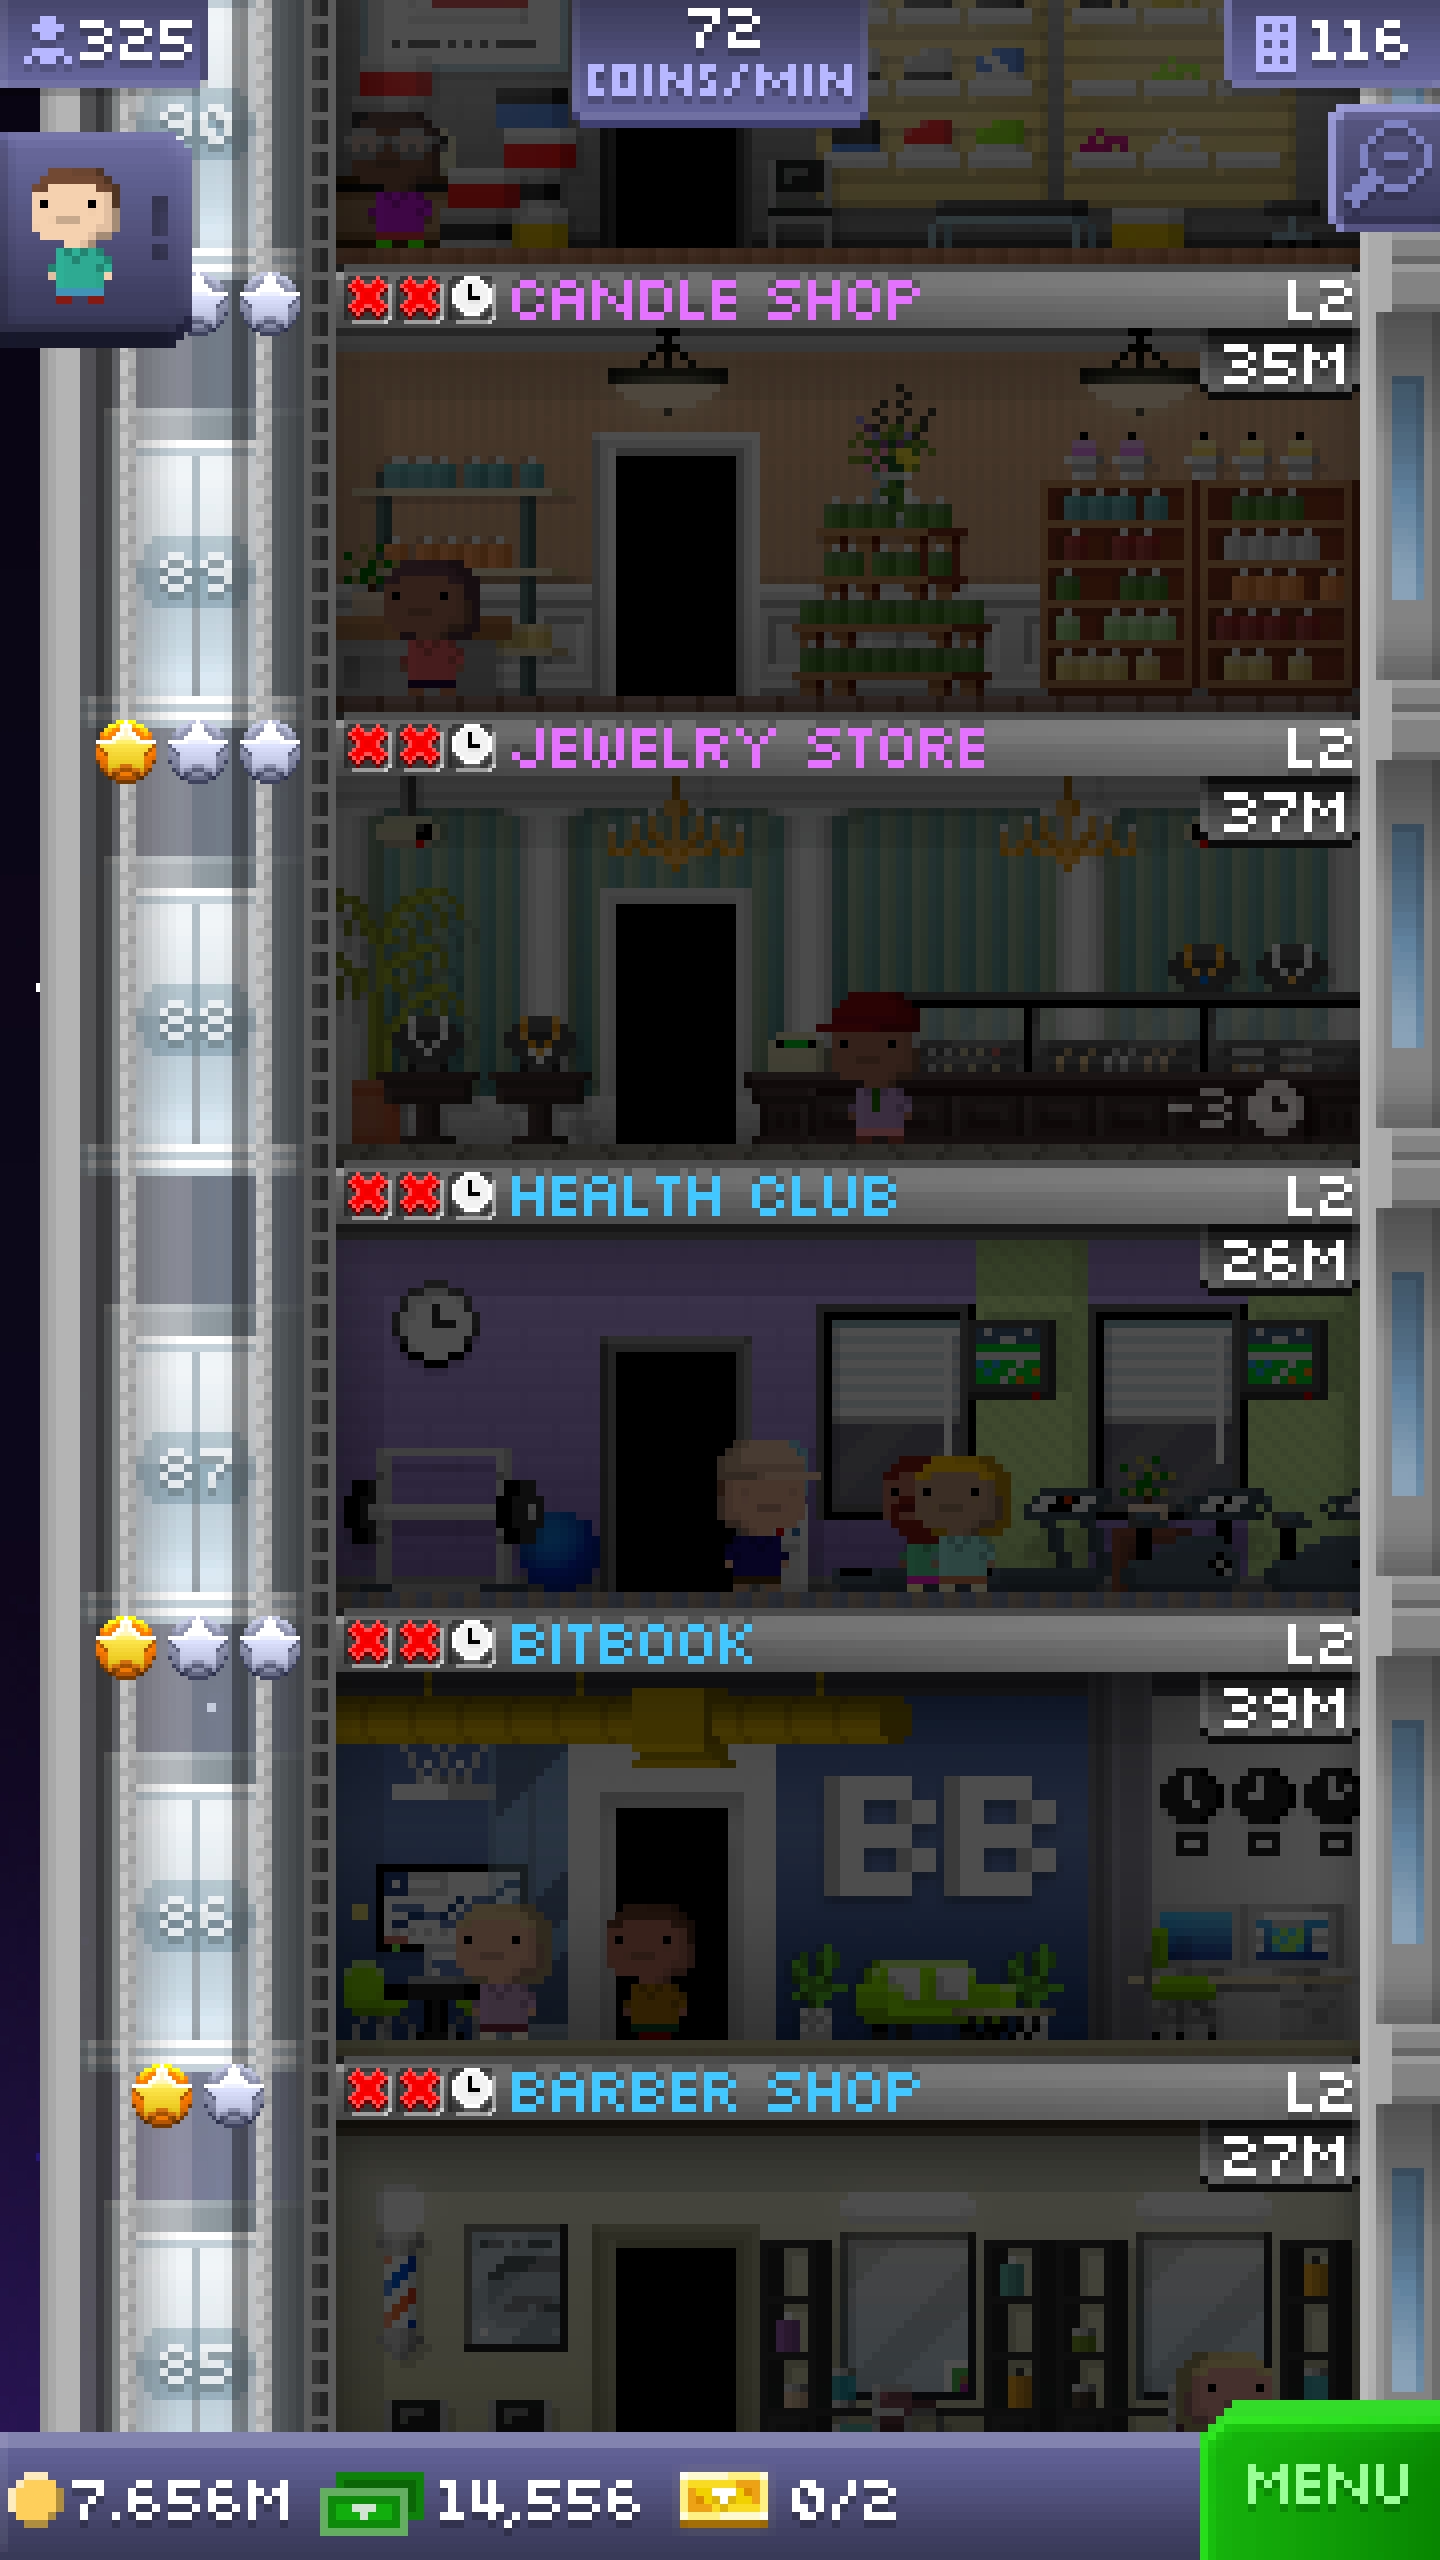 325
72
COINS/MIN
116
90
CANDLE SHOP L2
35M
89
JEWELRY STORE L2
37M
88
-3
HEALTH CLUB L2
26M
87
BITBOOK L2
39M
BB
86
BARBER SHOP L2
27M
85
7.656M 14,556 0/2
MENU